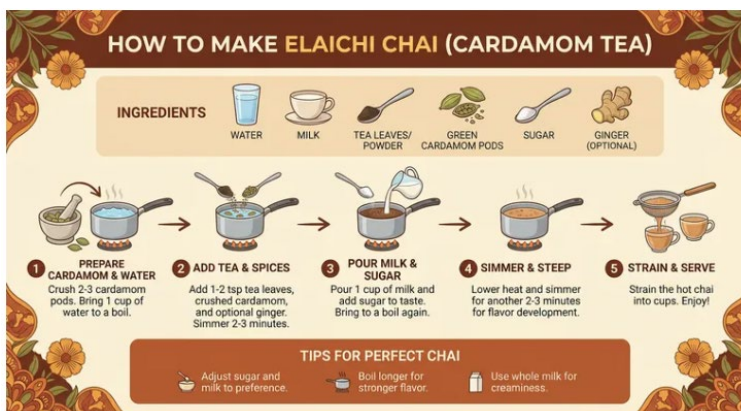 HOW TO MAKE ELAICHI CHAI (CARDAMOM TEA)
INGREDIENTS
WATER
MILK
TEA LEAVES/
POWDER
GREEN
CARDAMOM PODS
SUGAR
GINGER
(OPTIONAL)
1 PREPARE
CARDAMOM & WATER
Crush 2-3 cardamom
pods. Bring 1 cup of
water to a boil.
2 ADD TEA & SPICES
Add 1-2 tsp tea leaves,
crushed cardamom,
and optional ginger.
Simmer 2-3 minutes.
3 POUR MILK &
SUGAR
Pour 1 cup of milk and
add sugar to taste.
Bring to a boil again.
4 SIMMER & STEEP
Lower heat and simmer
for another 2-3 minutes
for flavor development.
5 STRAIN & SERVE
Strain the hot chai
into cups. Enjoy!
TIPS FOR PERFECT CHAI
Adjust sugar and
milk to preference.
Boil longer for
stronger flavor.
Use whole milk for
creaminess.